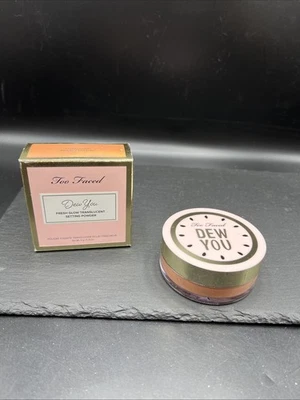 Too Faced
Dew You
FRESH GLOW TRANSLUCENT
SETTING POWDER
Too Faced
DEW
YOU